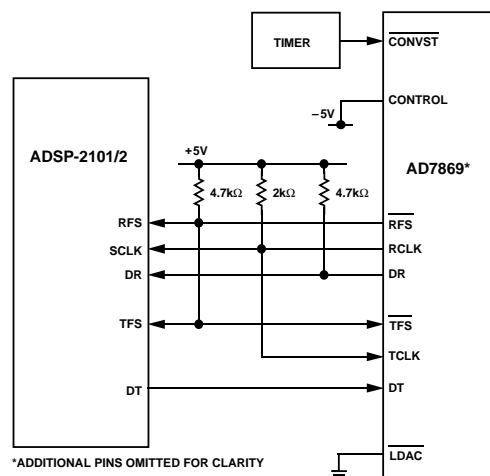 TIMER
CONVST
−5V
CONTROL
ADSP-2101/2
+5V
AD7869*
4.7kΩ
2kΩ
4.7kΩ
RFS
RFS
SCLK
RCLK
DR
DR
TFS
TFS
TCLK
DT
DT
LDAC
*ADDITIONAL PINS OMITTED FOR CLARITY